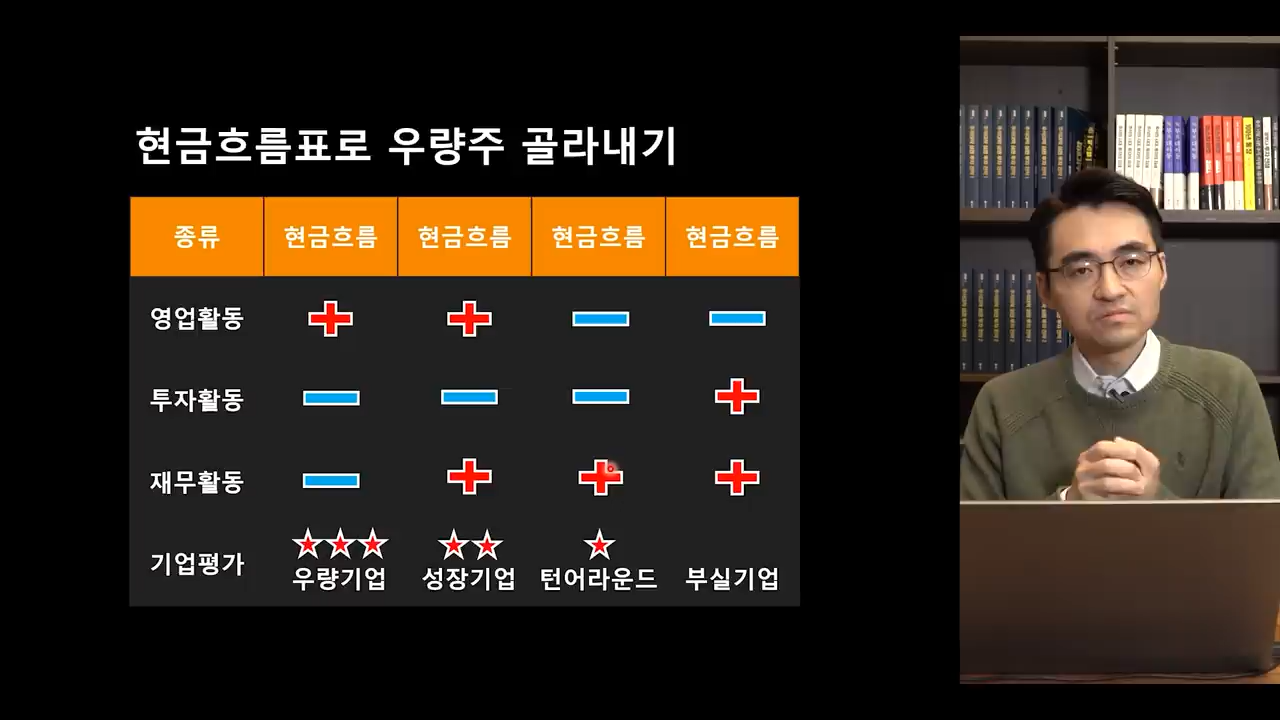 현금흐름표로 우량주 골라내기
종류 현금흐름 현금흐름 현금흐름 현금흐름
영업활동
투자활동
재무활동
기업평가 우량기업 성장기업 턴어라운드 부실기업